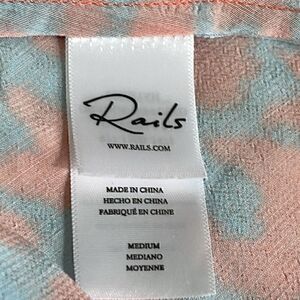 Rails
WWW.RAILS.COM
MADE IN CHINA
HECHO EN CHINA
FABRIQUÉ EN CHINE
MEDIUM
MEDIANO
MOYENNE